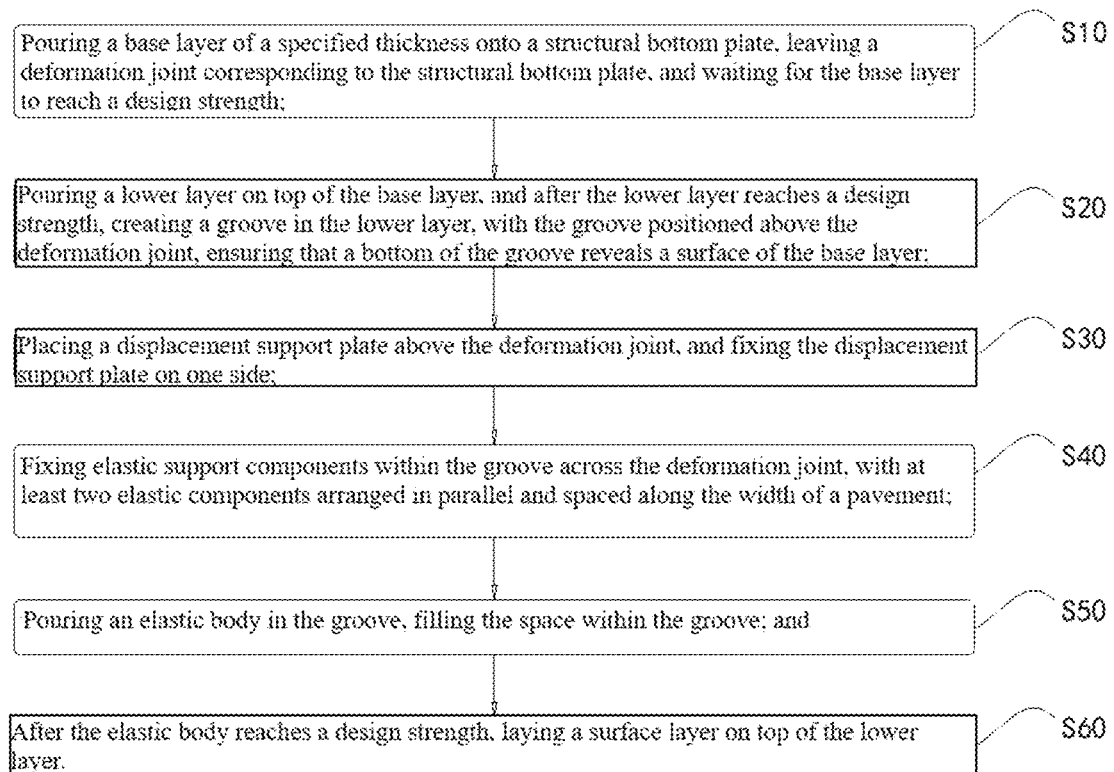 Pouring a base layer of a specified thickness onto a structural bottom plate, leaving a
deformation joint corresponding to the structural bottom plate, and waiting for the base layer
to reach a design strength;
S10
Pouring a lower layer on top of the base layer, and after the lower layer reaches a design
strength, creating a groove in the lower layer, with the groove positioned above the
deformation joint, ensuring that a bottom of the groove reveals a surface of the base layer;
S20
Placing a displacement support plate above the deformation joint, and fixing the displacement
support plate on one side;
S30
Fixing elastic support components within the groove across the deformation joint, with at
least two elastic components arranged in parallel and spaced along the width of a pavement;
S40
Pouring an elastic body in the groove, filling the space within the groove; and
S50
After the elastic body reaches a design strength, laying a surface layer on top of the lower
layer.
S60